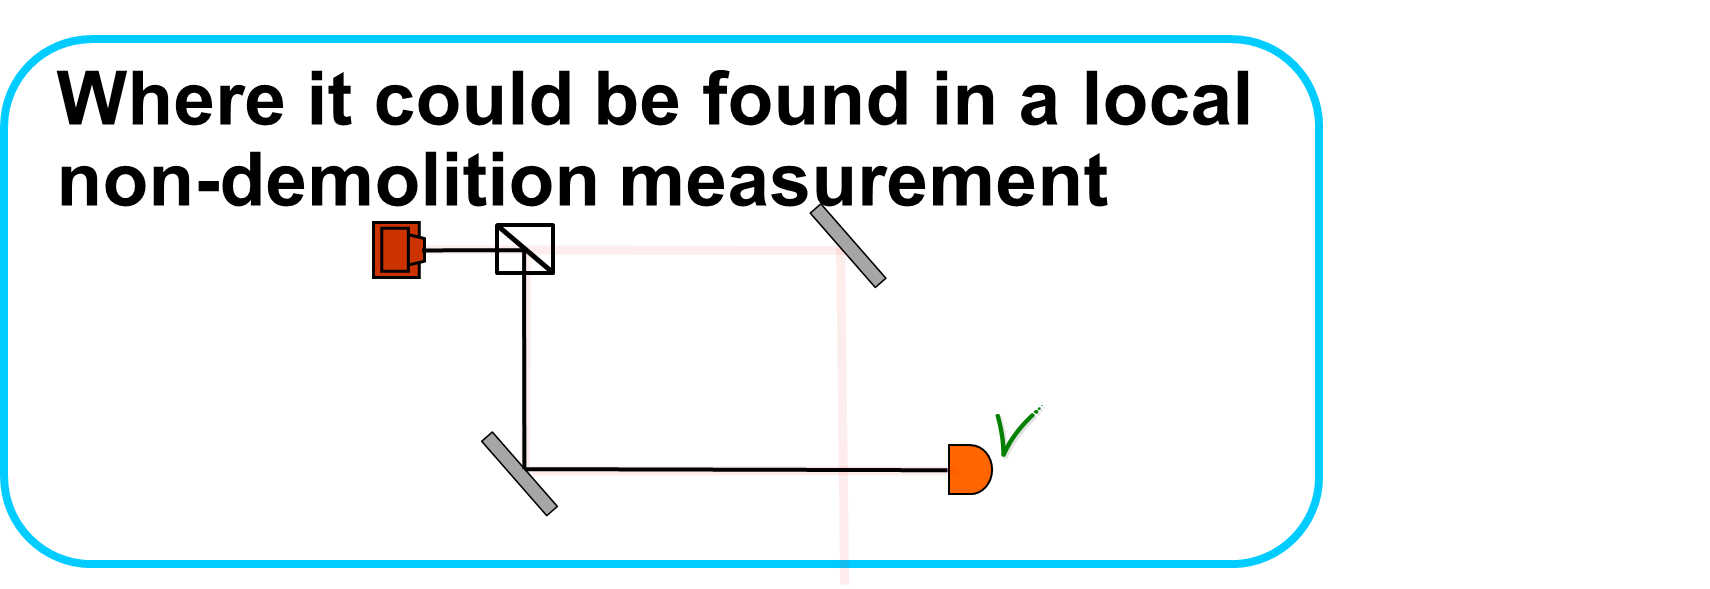 Where it could be found in a local
non-demolition measurement